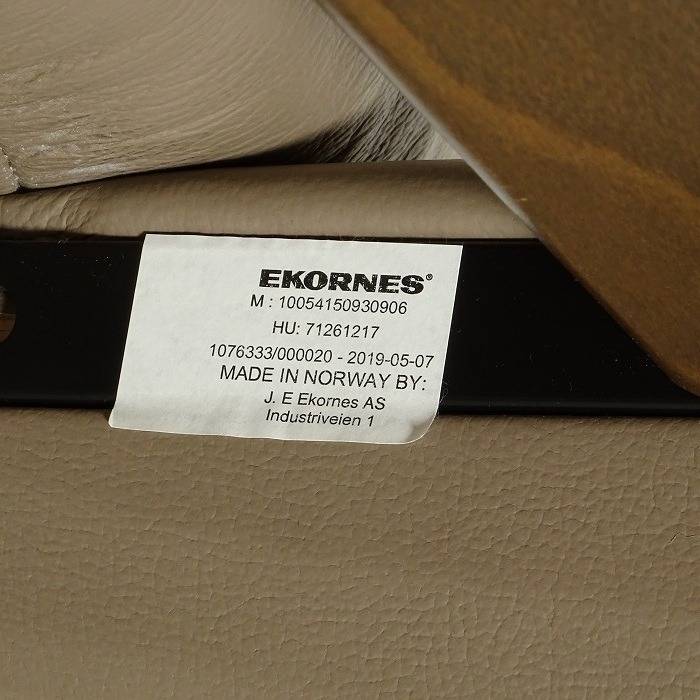 EKORNES®
M : 10054150930906
HU: 71261217
1076333/000020 - 2019-05-07
MADE IN NORWAY BY:
J. E Ekornes AS
Industriveien 1